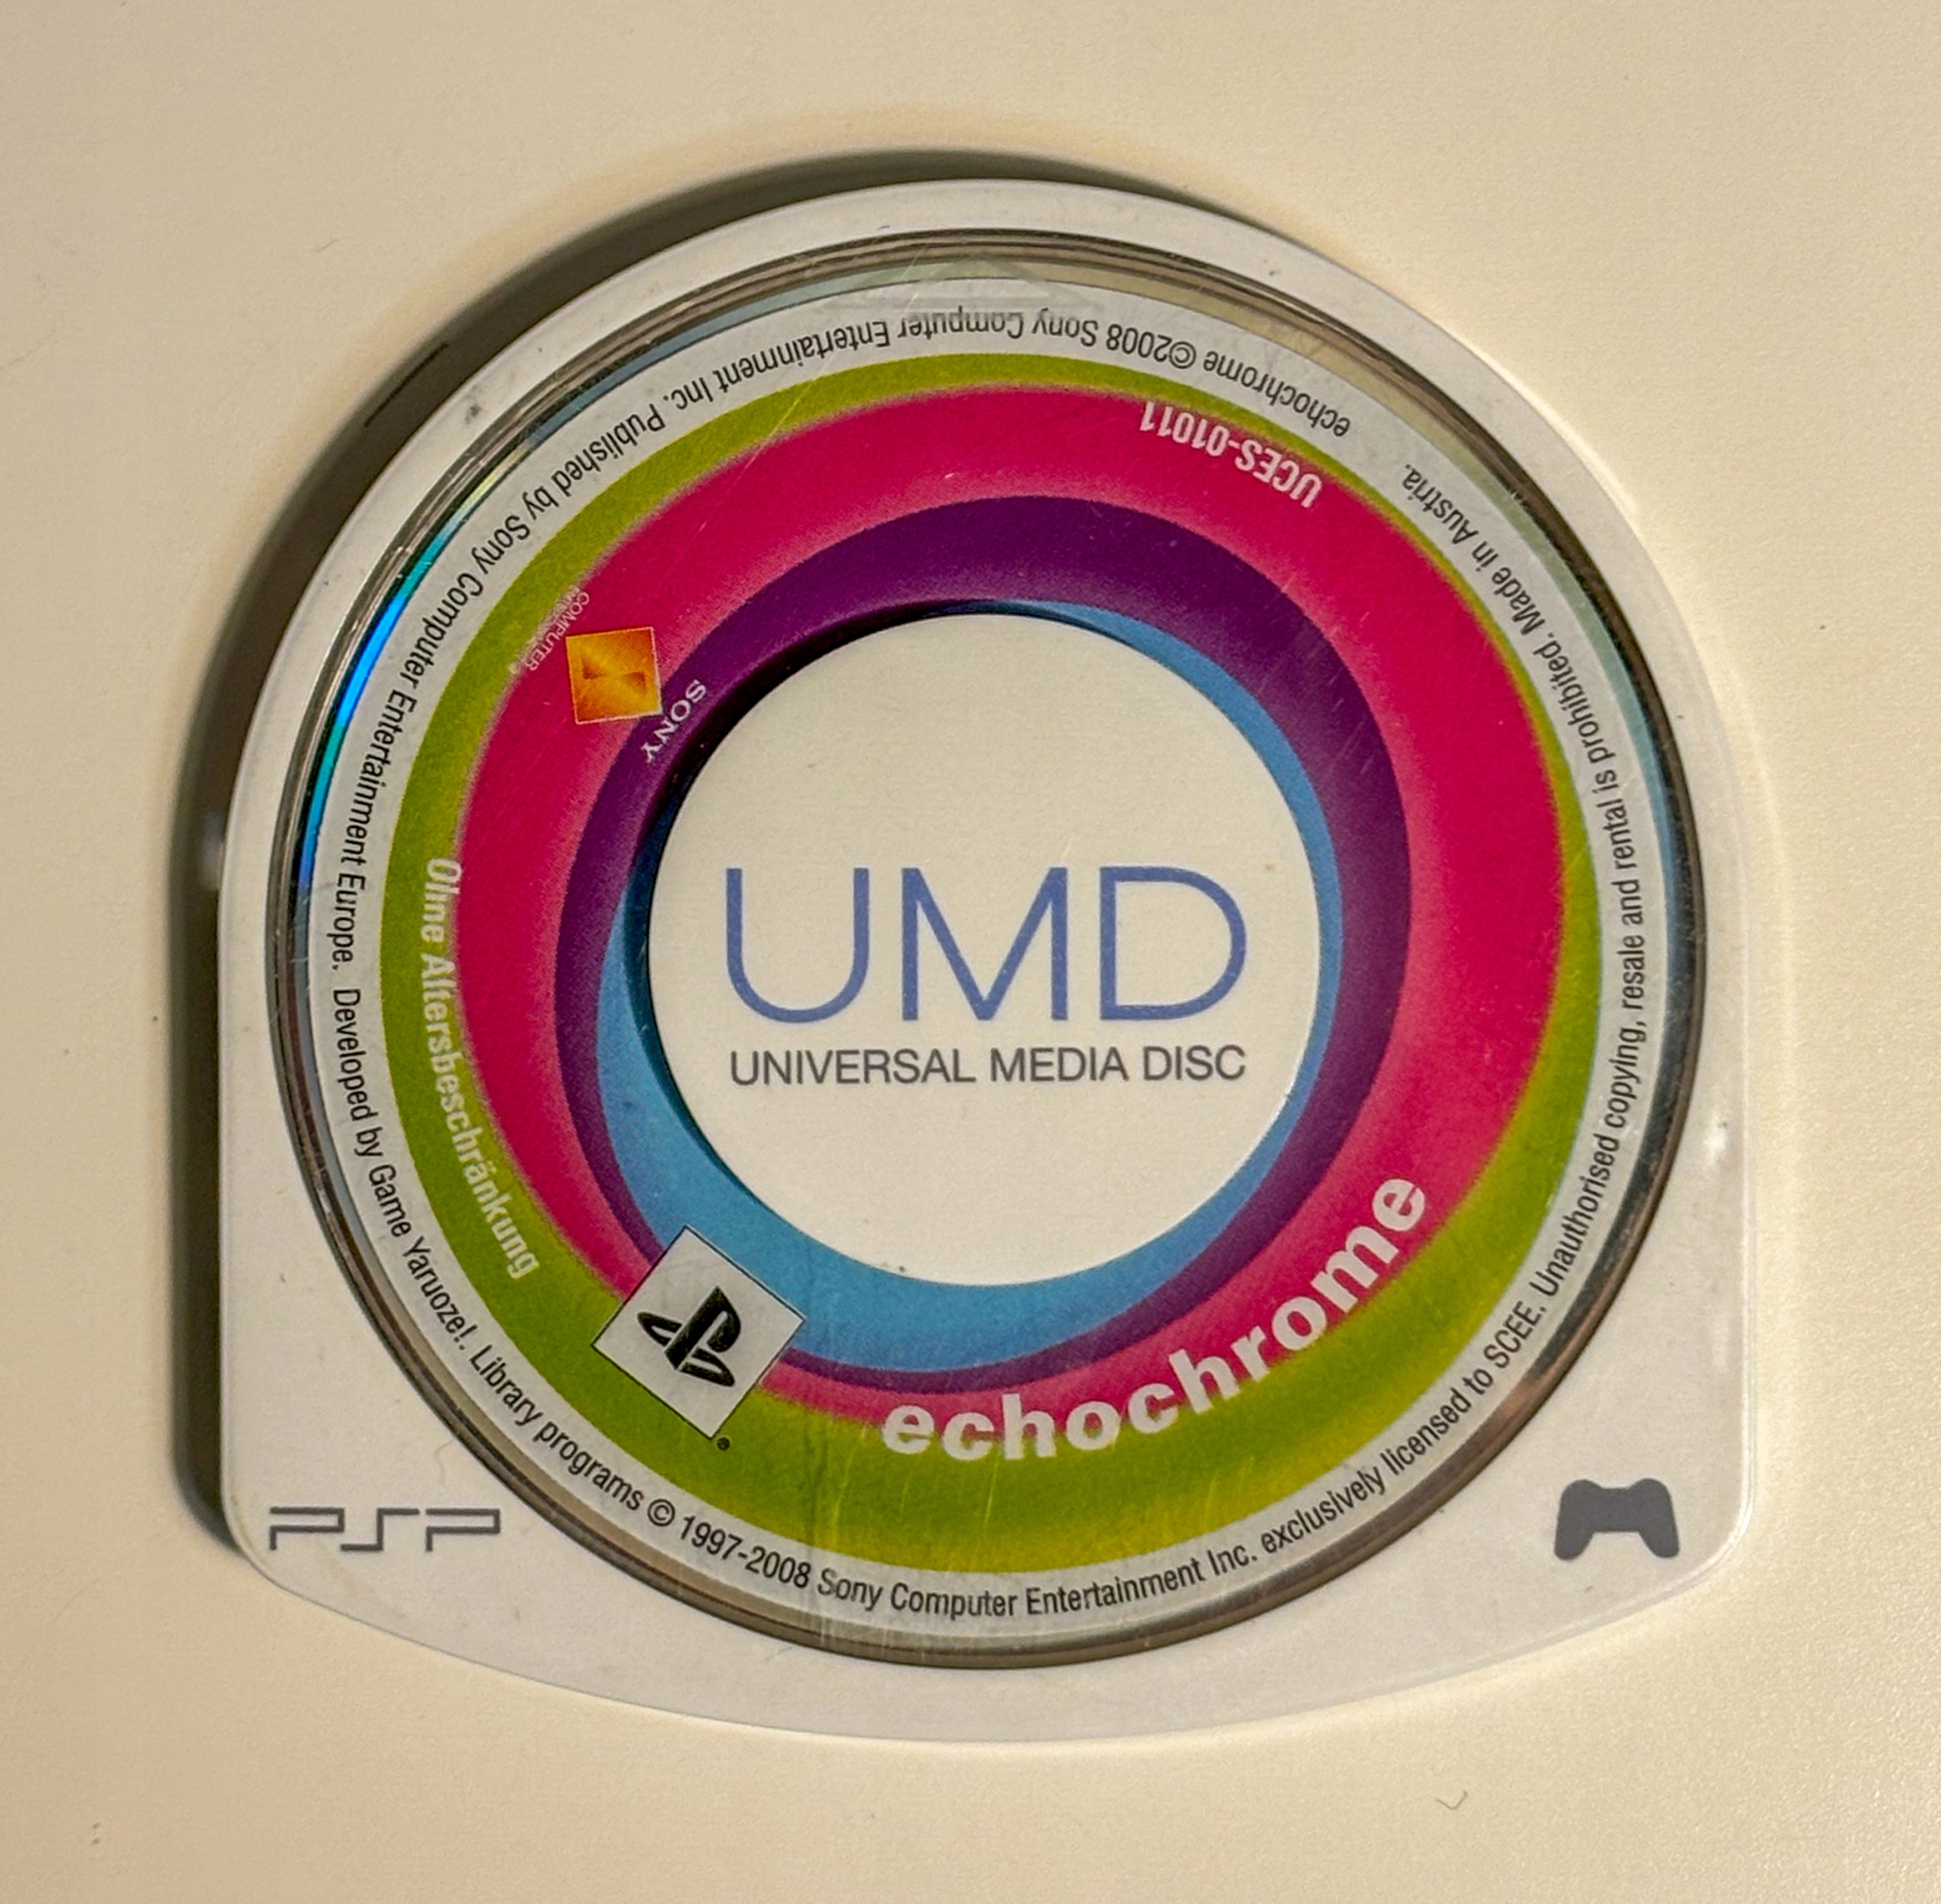 echochrome ©2008 Sony Computer Entertainment Inc. Published by Sony Computer Entertainment Europe. Developed by Game Yaruoze!. Library programs © 1997-2008 Sony Computer Entertainment Inc. exclusively licensed to SCEE. Unauthorised copying, resale and rental is prohibited. Made in Austria.
UCES-01011
COMPUTER
SONY
Ohne Altersbeschränkung
UMD
UNIVERSAL MEDIA DISC
echochrome
PSP